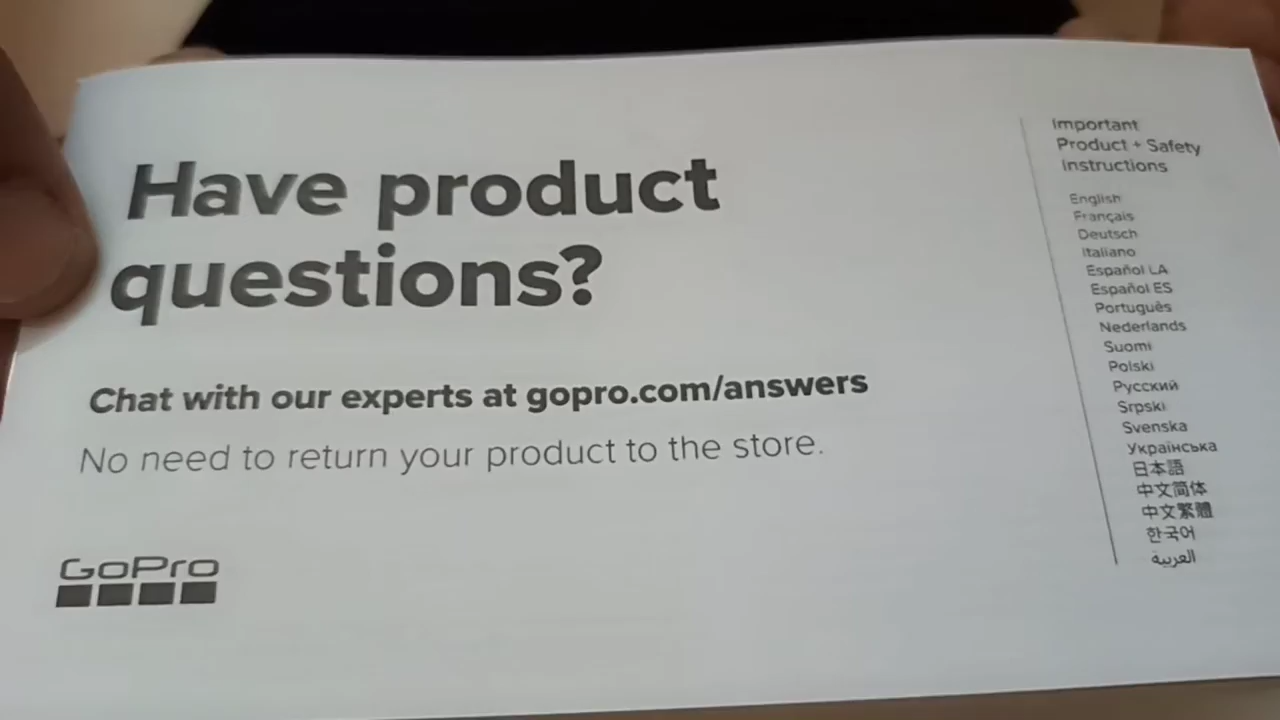 Have product
questions?
Chat with our experts at gopro.com/answers
No need to return your product to the store.
GoPro
Important
Product + Safety
Instructions
English
Français
Deutsch
Italiano
Español LA
Español ES
Português
Nederlands
Suomi
Polski
Русский
Srpski
Svenska
Українська
日本語
中文简体
中文繁體
한국어
العربية